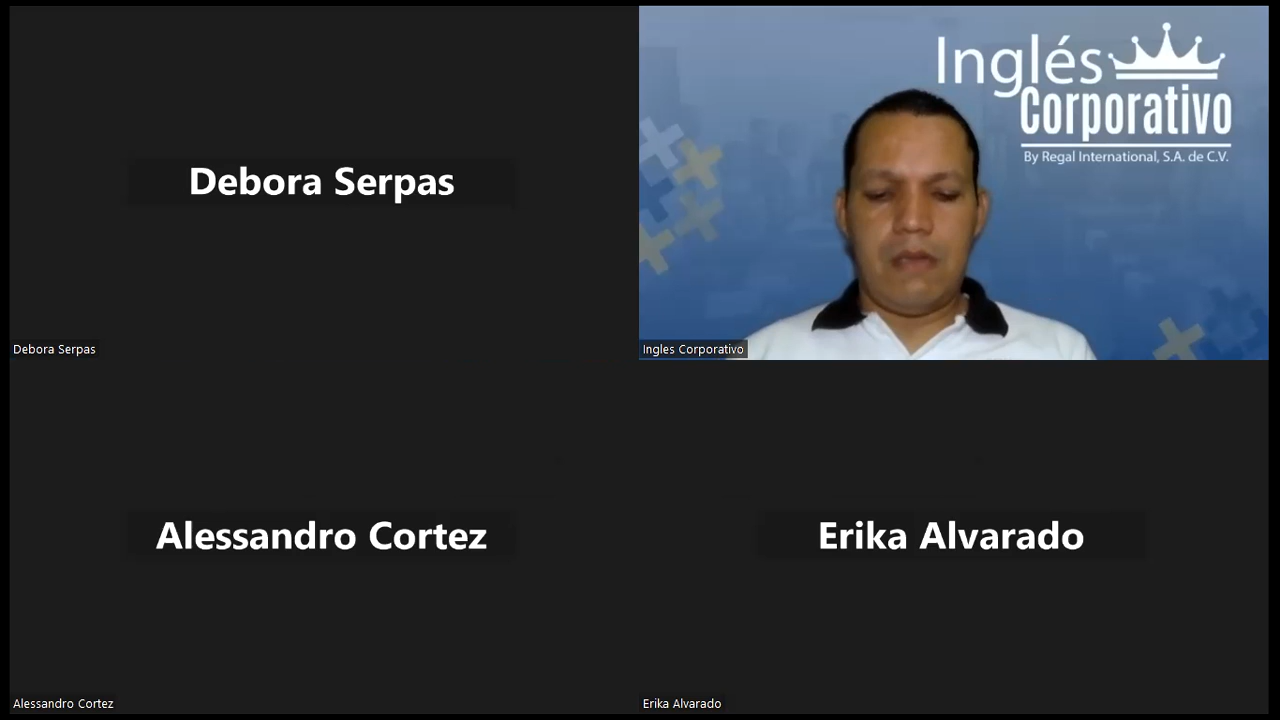 Debora Serpas
Debora Serpas
Inglés
Corporativo
By Regal International, S.A. de C.V.
Ingles Corporativo
Alessandro Cortez
Alessandro Cortez
Erika Alvarado
Erika Alvarado